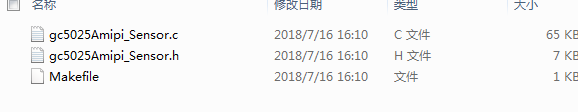 名称 修改日期 类型 大小
gc5025Amipi_Sensor.c 2018/7/16 16:10 C 文件 65 KB
gc5025Amipi_Sensor.h 2018/7/16 16:10 H 文件 7 KB
Makefile 2018/7/16 16:10 文件 1 KB